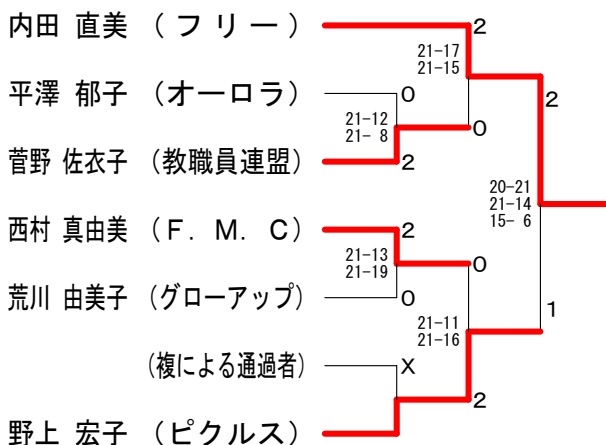 内田 直美 (フリー)
2
21-17
21-15
平澤 郁子 (オーロラ)
0
2
21-12
21- 8
0
菅野 佐衣子 (教職員連盟)
2
20-21
21-14
15- 6
西村 真由美 (F. M. C)
2
21-13
21-19
0
荒川 由美子 (グローアップ)
0
1
21-11
21-16
(複による通過者)
X
2
野上 宏子 (ピクルス)